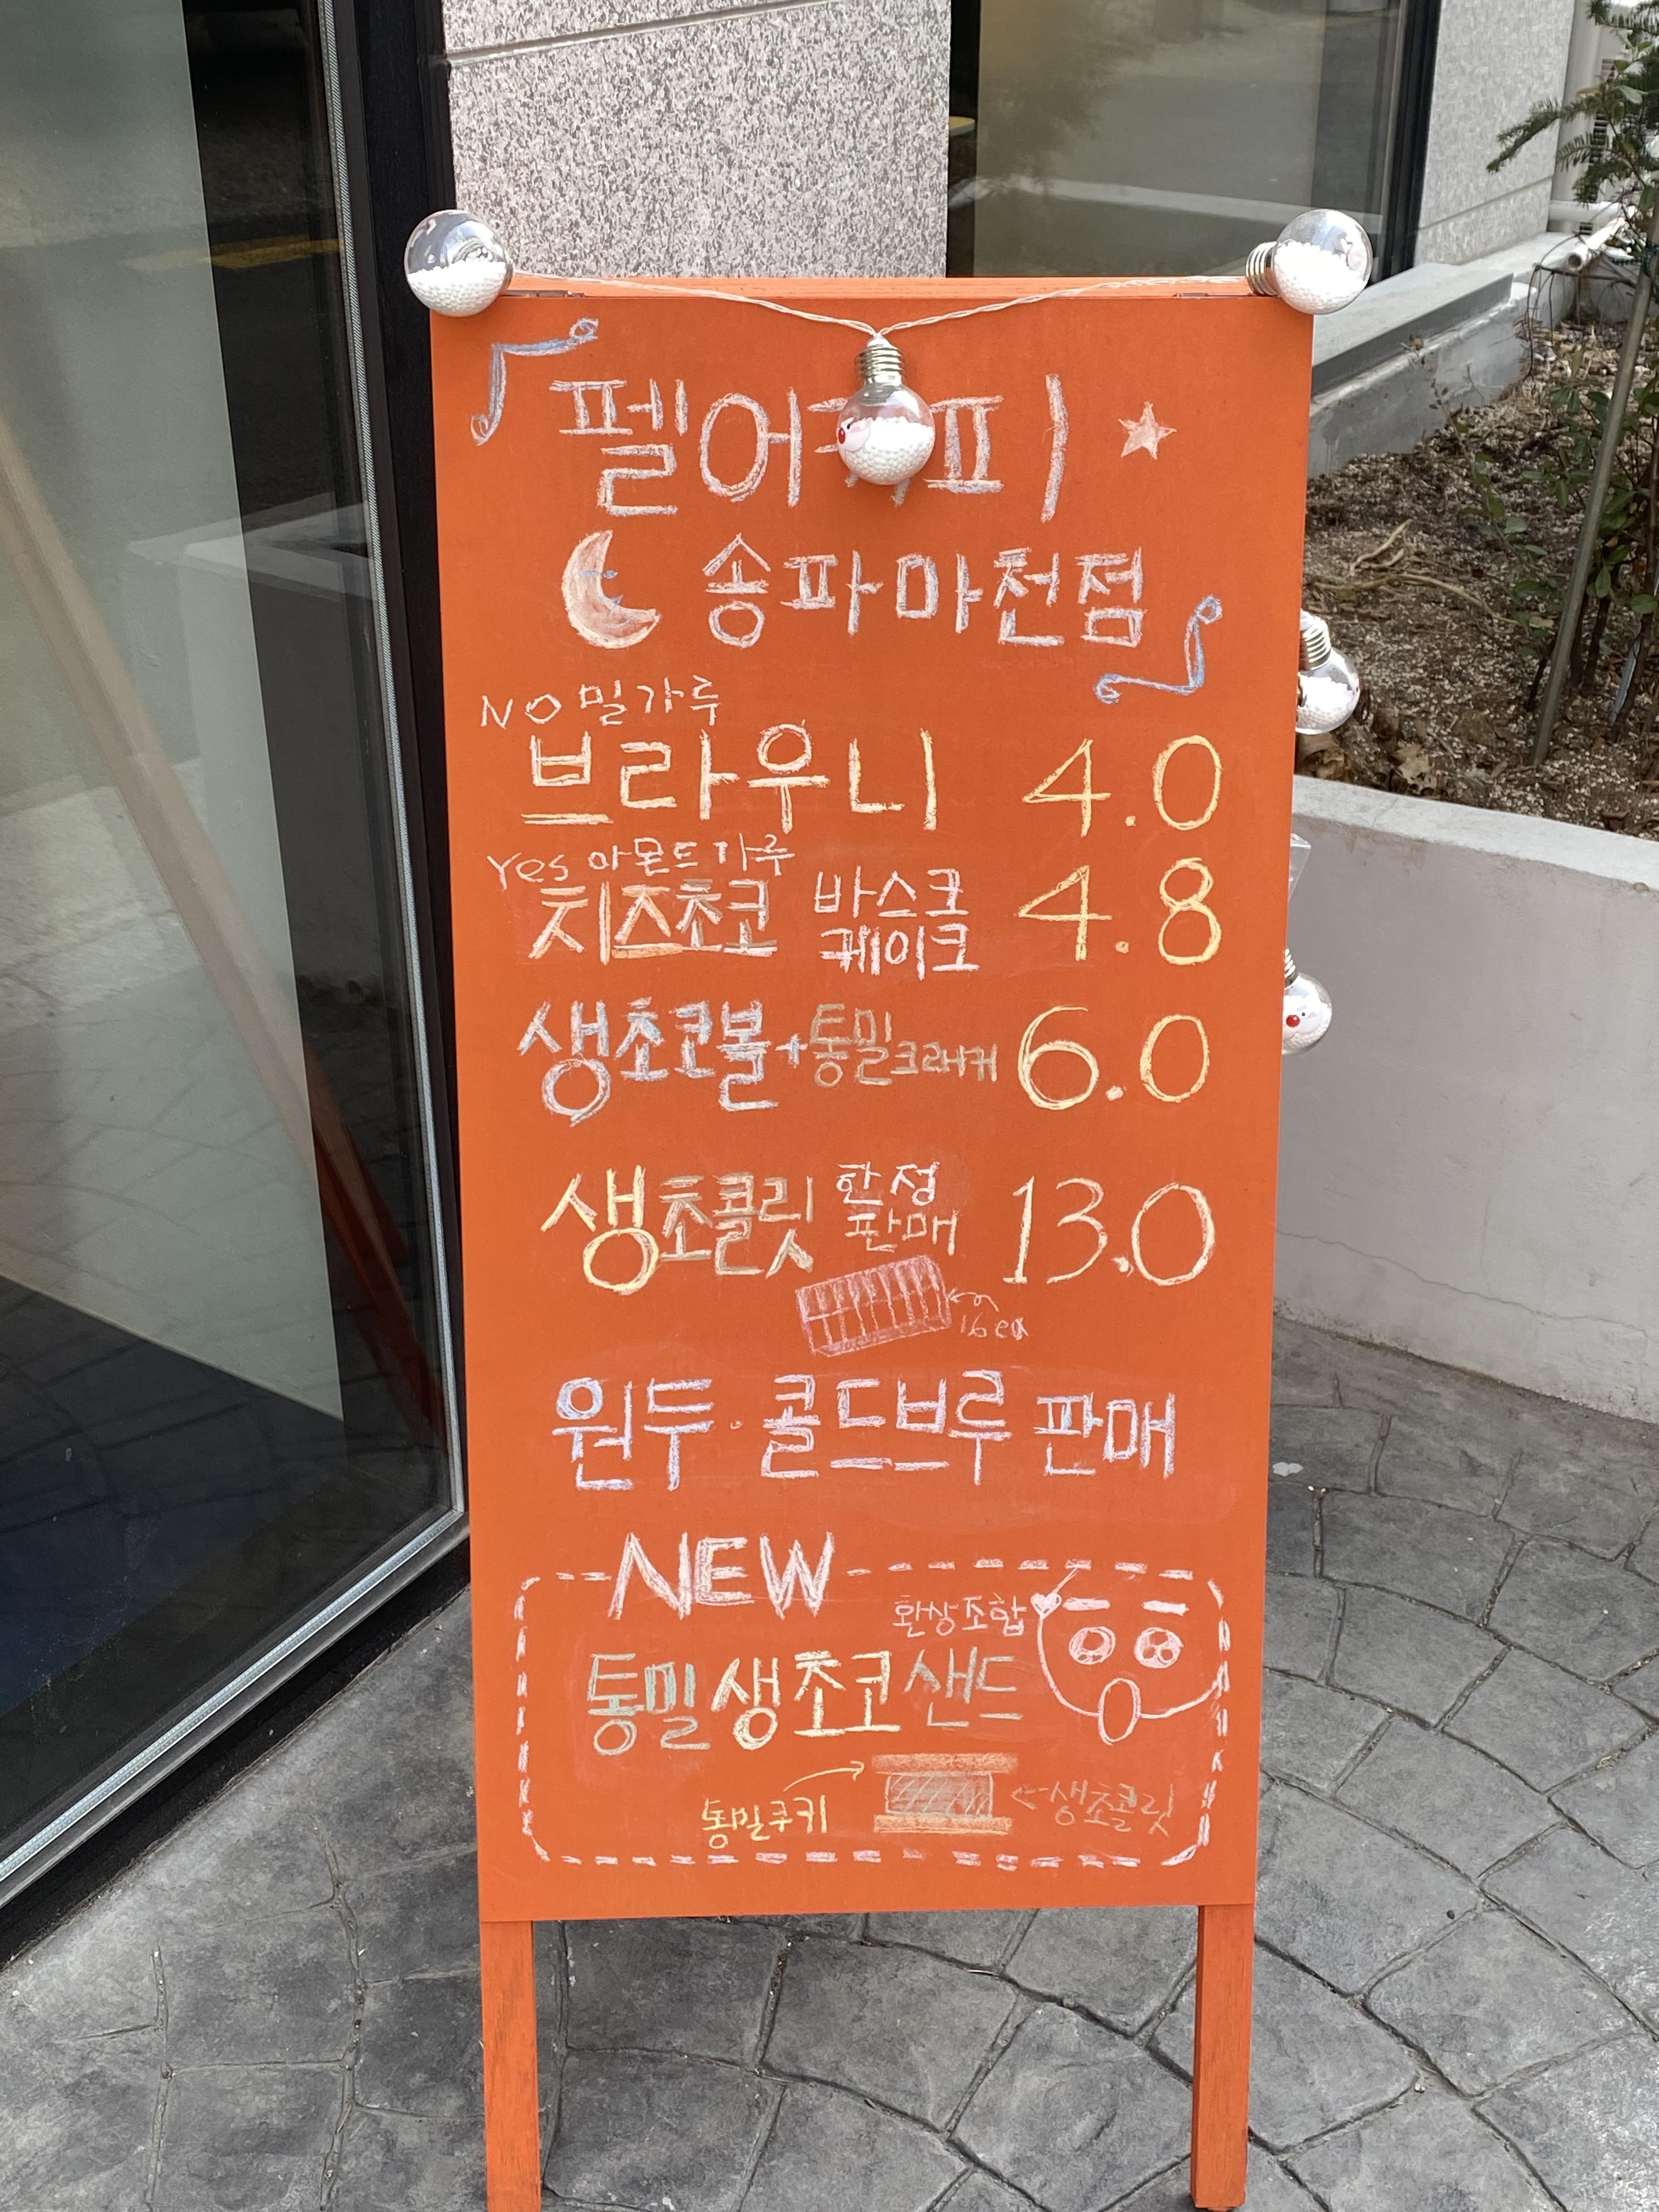 펠어커피
송파마천점
NO 밀가루
브라우니 4.0
Yes 아몬드가루
치즈초코 바스크 케이크 4.8
생초코볼+통밀크래커 6.0
생초콜릿 한정 판매 13.0
16ea
원두·콜드브루 판매
NEW
환상조합
통밀생초코샌드
통밀쿠키
생초콜릿